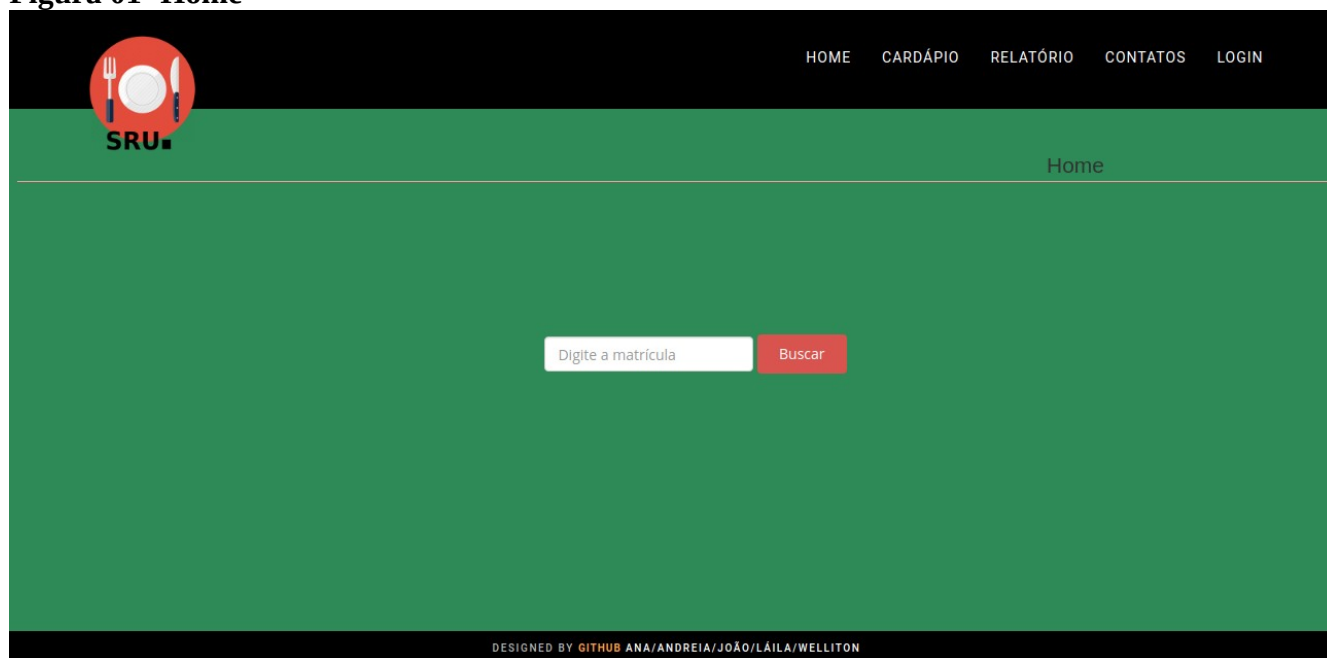 Figura 01- Home
HOME CARDÁPIO RELATÓRIO CONTATOS LOGIN
SRU
Home
Digite a matrícula Buscar
DESIGNED BY GITHUB ANA/ANDREIA/JOÃO/LÁILA/WELLITON